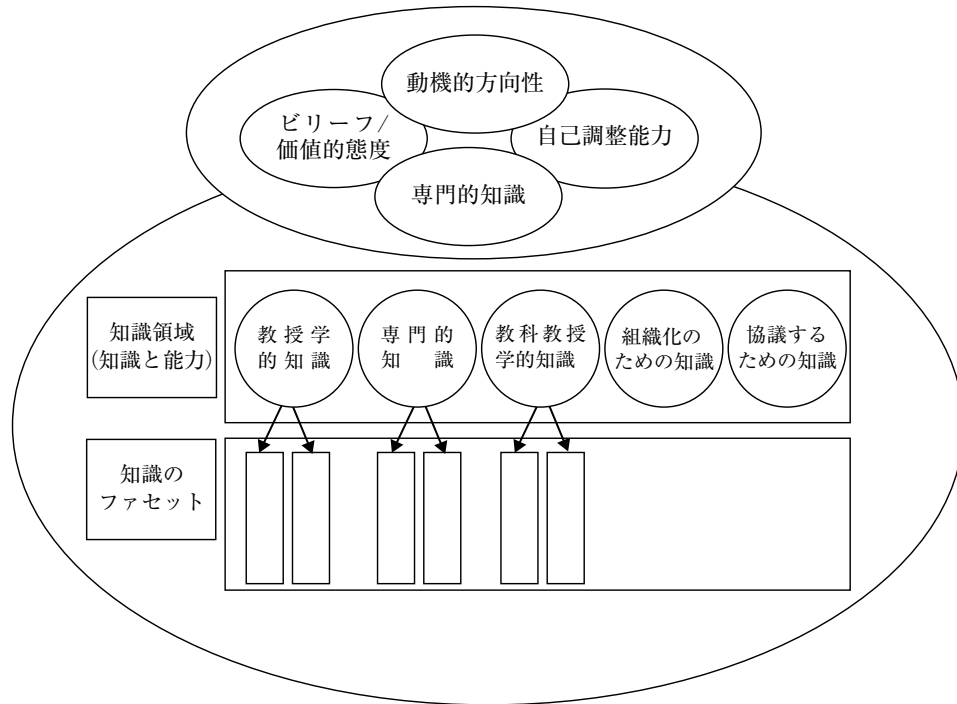 動機的方向性
ビリーフ/
価値的態度
自己調整能力
専門的知識
知識領域
(知識と能力)
教授学
的知識
専門的
知識
教科教授
学的知識
組織化の
ための知識
協議する
ための知識
知識の
ファセット